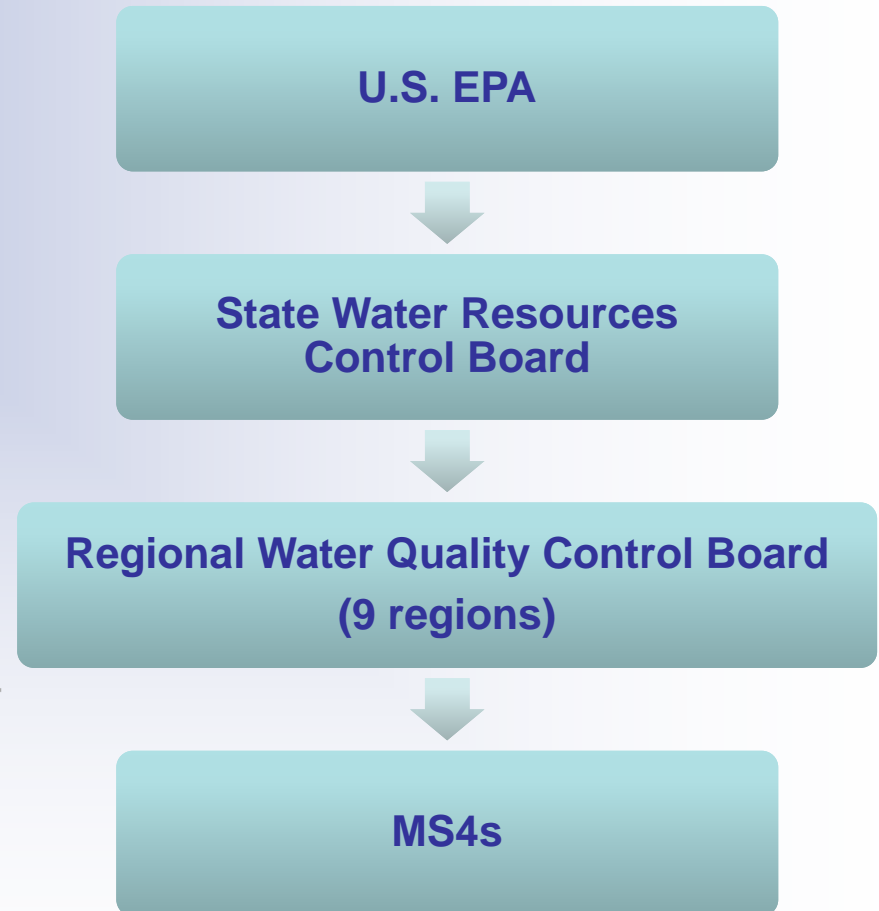 U.S. EPA
State Water Resources
Control Board
Regional Water Quality Control Board
(9 regions)
MS4s